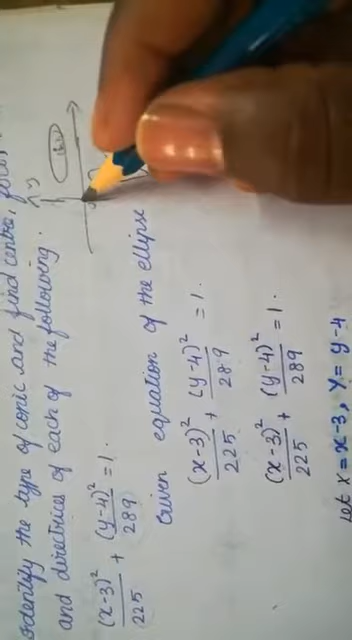 Identify the type of conic and find centre, foci,
and directrices of each of the following.
(x-3)²/225 + (y-4)²/289 = 1.
Given equation of the ellipse
(x-3)²/225 + (y-4)²/289 = 1.
(x-3)²/225 + (y-4)²/289 = 1.
Let X = x-3, Y = y-4